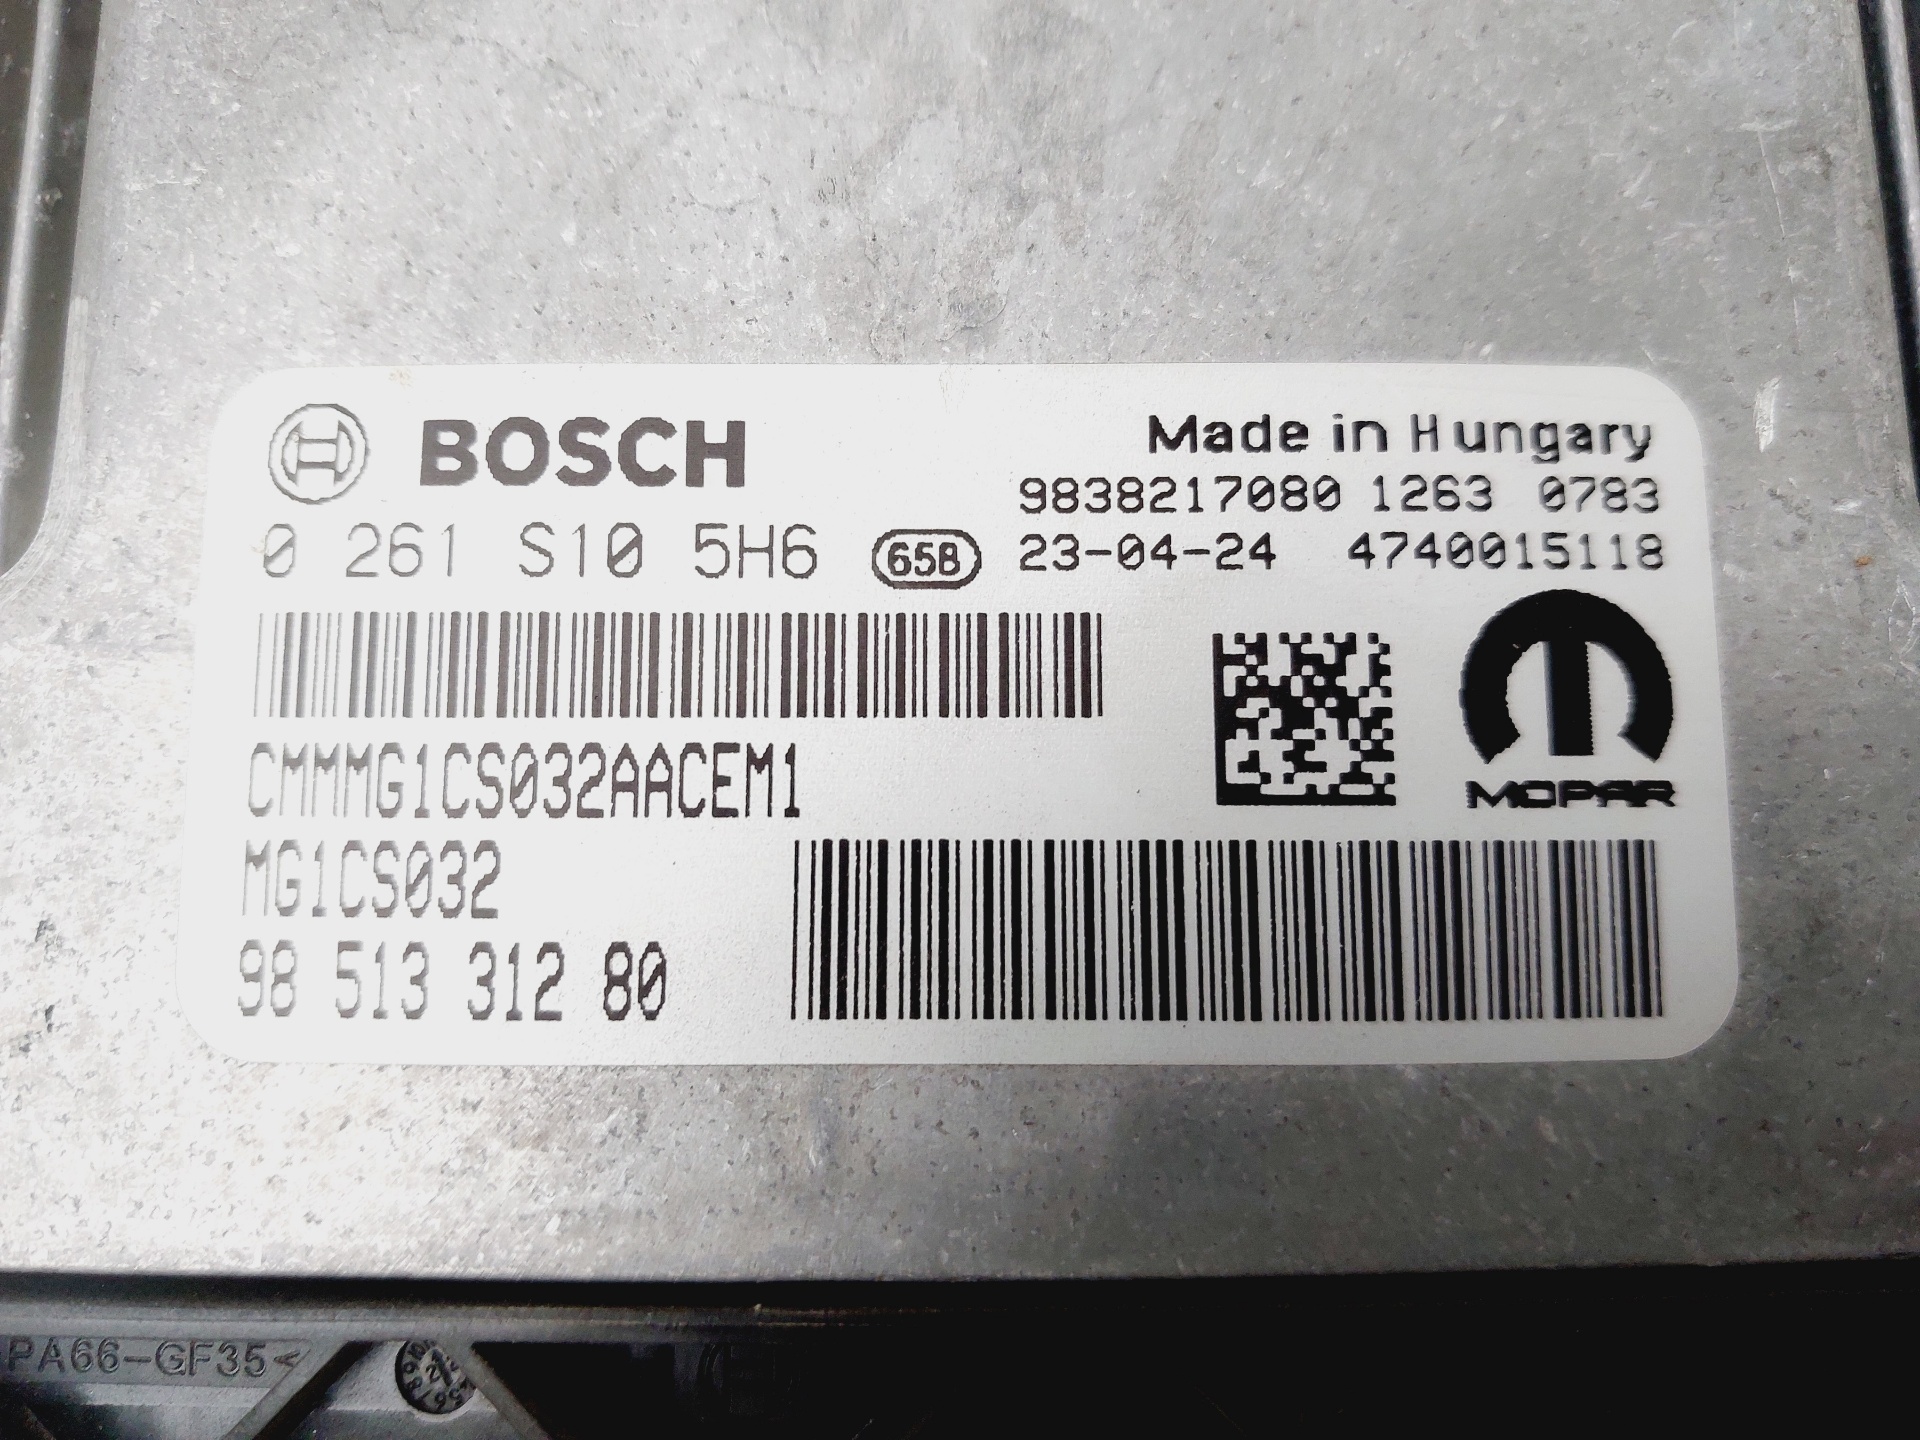 BOSCH
Made in Hungary
9838217080 1263 0783
0 261 S10 5H6 658 23-04-24 4740015118
CMMMG1CS032AACEM1
MOPAR
MG1CS032
98 513 312 80
PA66-GF35<